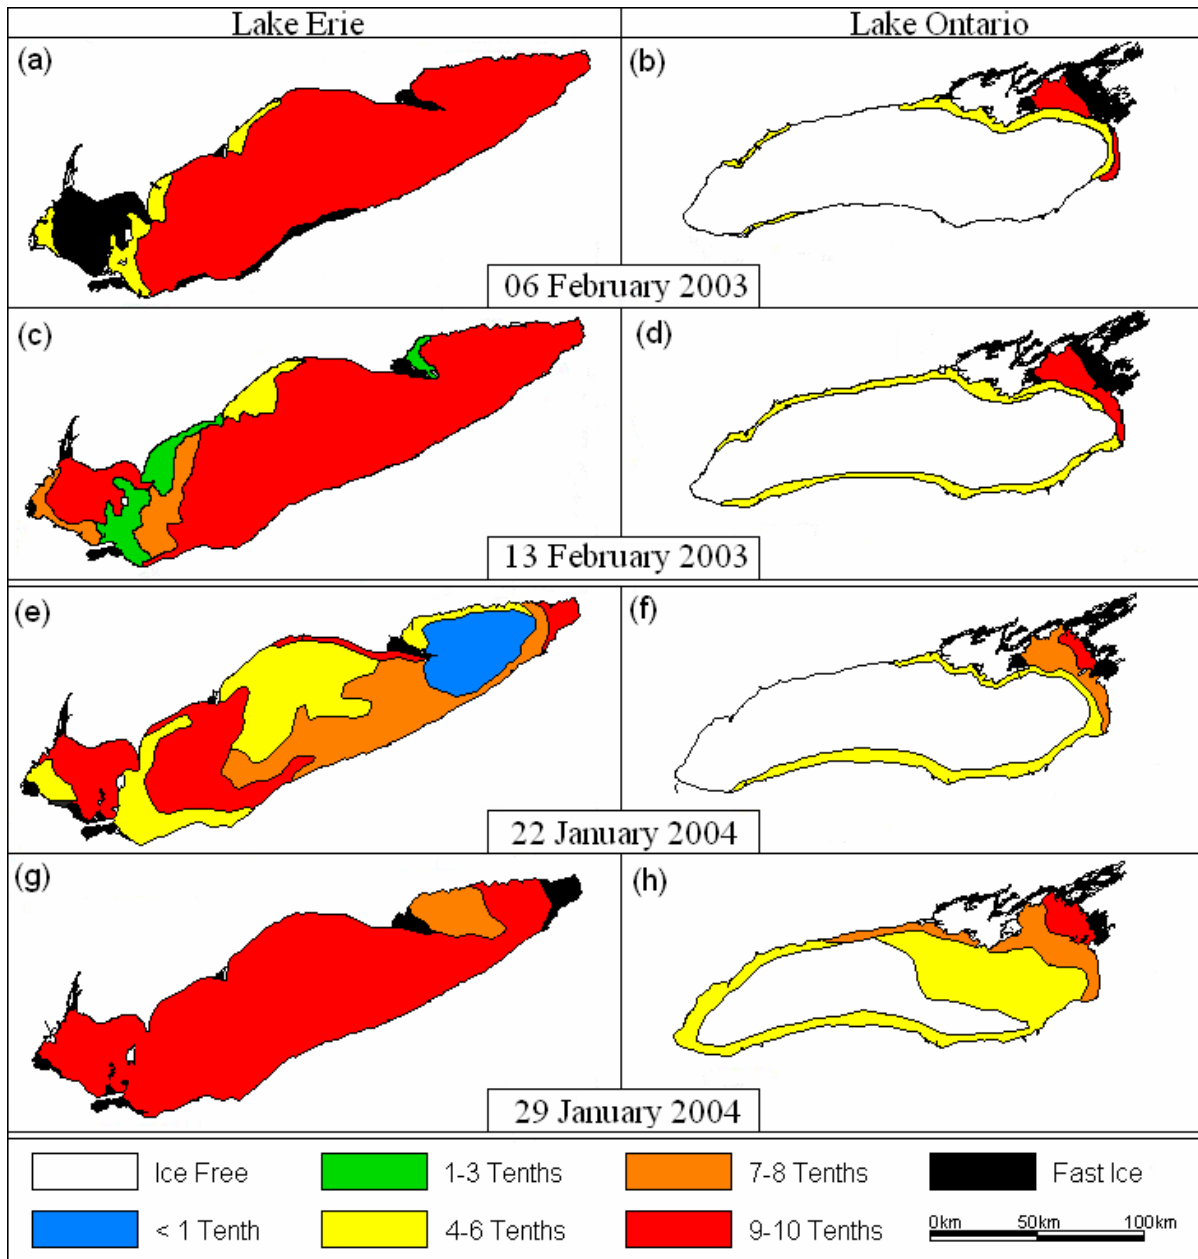 Lake Erie
Lake Ontario
(a)
(b)
06 February 2003
(c)
(d)
13 February 2003
(e)
(f)
22 January 2004
(g)
(h)
29 January 2004
Ice Free
1-3 Tenths
7-8 Tenths
Fast Ice
< 1 Tenth
4-6 Tenths
9-10 Tenths
0km 50km 100km